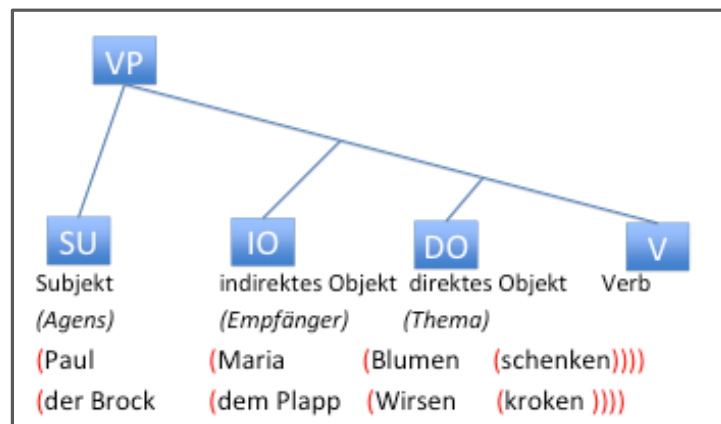 VP
SU IO DO V
Subjekt indirektes Objekt direktes Objekt Verb
(Agens) (Empfänger) (Thema)
(Paul (Maria (Blumen (schenken))))
(der Brock (dem Plapp (Wirsen (kroken ))))